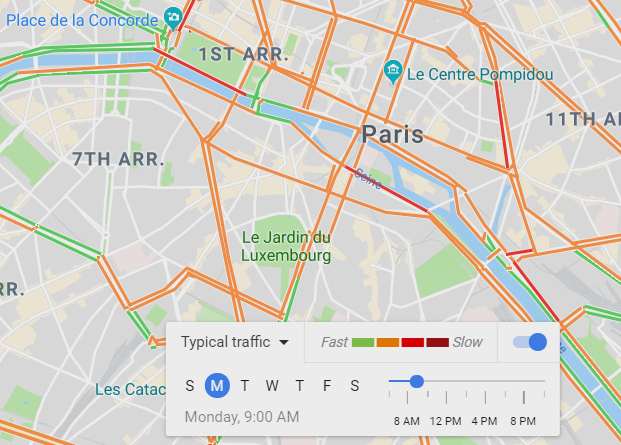 Place de la Concorde
1ST ARR.
Le Centre Pompidou
Paris
11TH AR
7TH ARR.
Seine
Le Jardin du
Luxembourg
RR.
Typical traffic
Fast
Slow
S M T W T F S
Les Catac
Monday, 9:00 AM
8 AM 12 PM 4 PM 8 PM